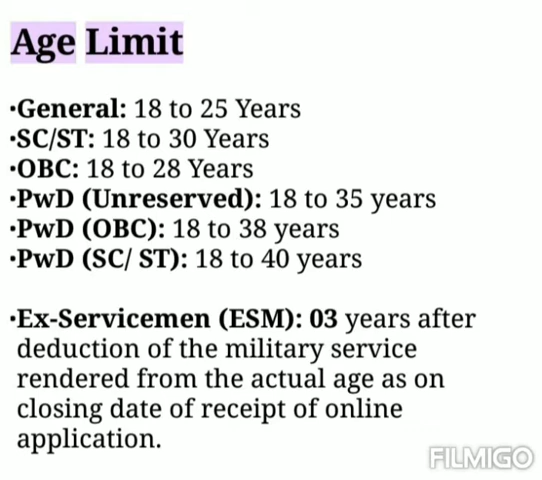 Age Limit
·General: 18 to 25 Years
·SC/ST: 18 to 30 Years
·OBC: 18 to 28 Years
·PwD (Unreserved): 18 to 35 years
·PwD (OBC): 18 to 38 years
·PwD (SC/ ST): 18 to 40 years
·Ex-Servicemen (ESM): 03 years after
deduction of the military service
rendered from the actual age as on
closing date of receipt of online
application.
FILMIGO